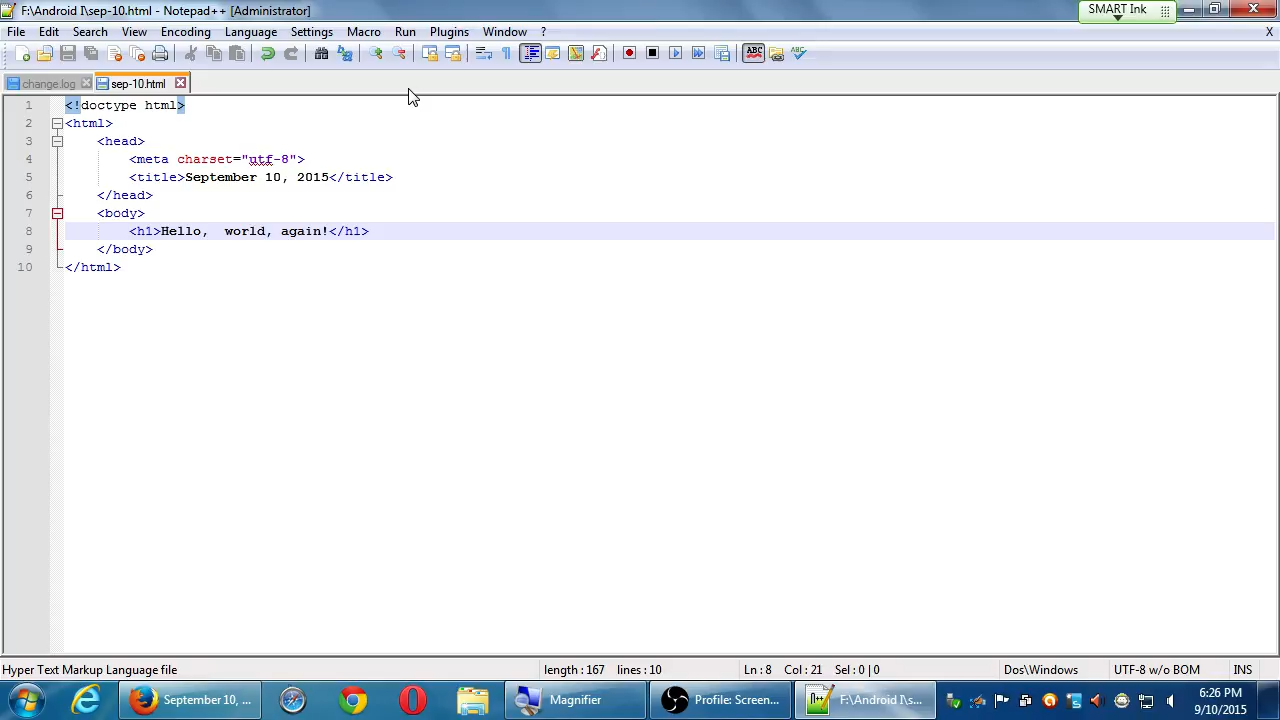 F:\Android I\sep-10.html - Notepad++ [Administrator]
SMART Ink
File Edit Search View Encoding Language Settings Macro Run Plugins Window ? X
change.log sep-10.html
1 <!doctype html>
2 <html>
3 <head>
4 <meta charset="utf-8">
5 <title>September 10, 2015</title>
6 </head>
7 <body>
8 <h1>Hello,  world, again!</h1>
9 </body>
10 </html>
Hyper Text Markup Language file length : 167 lines : 10 Ln : 8 Col : 21 Sel : 0 | 0 Dos\Windows UTF-8 w/o BOM INS
September 10, ... Magnifier Profile: Screen... F:\Android I\s... 6:26 PM
9/10/2015